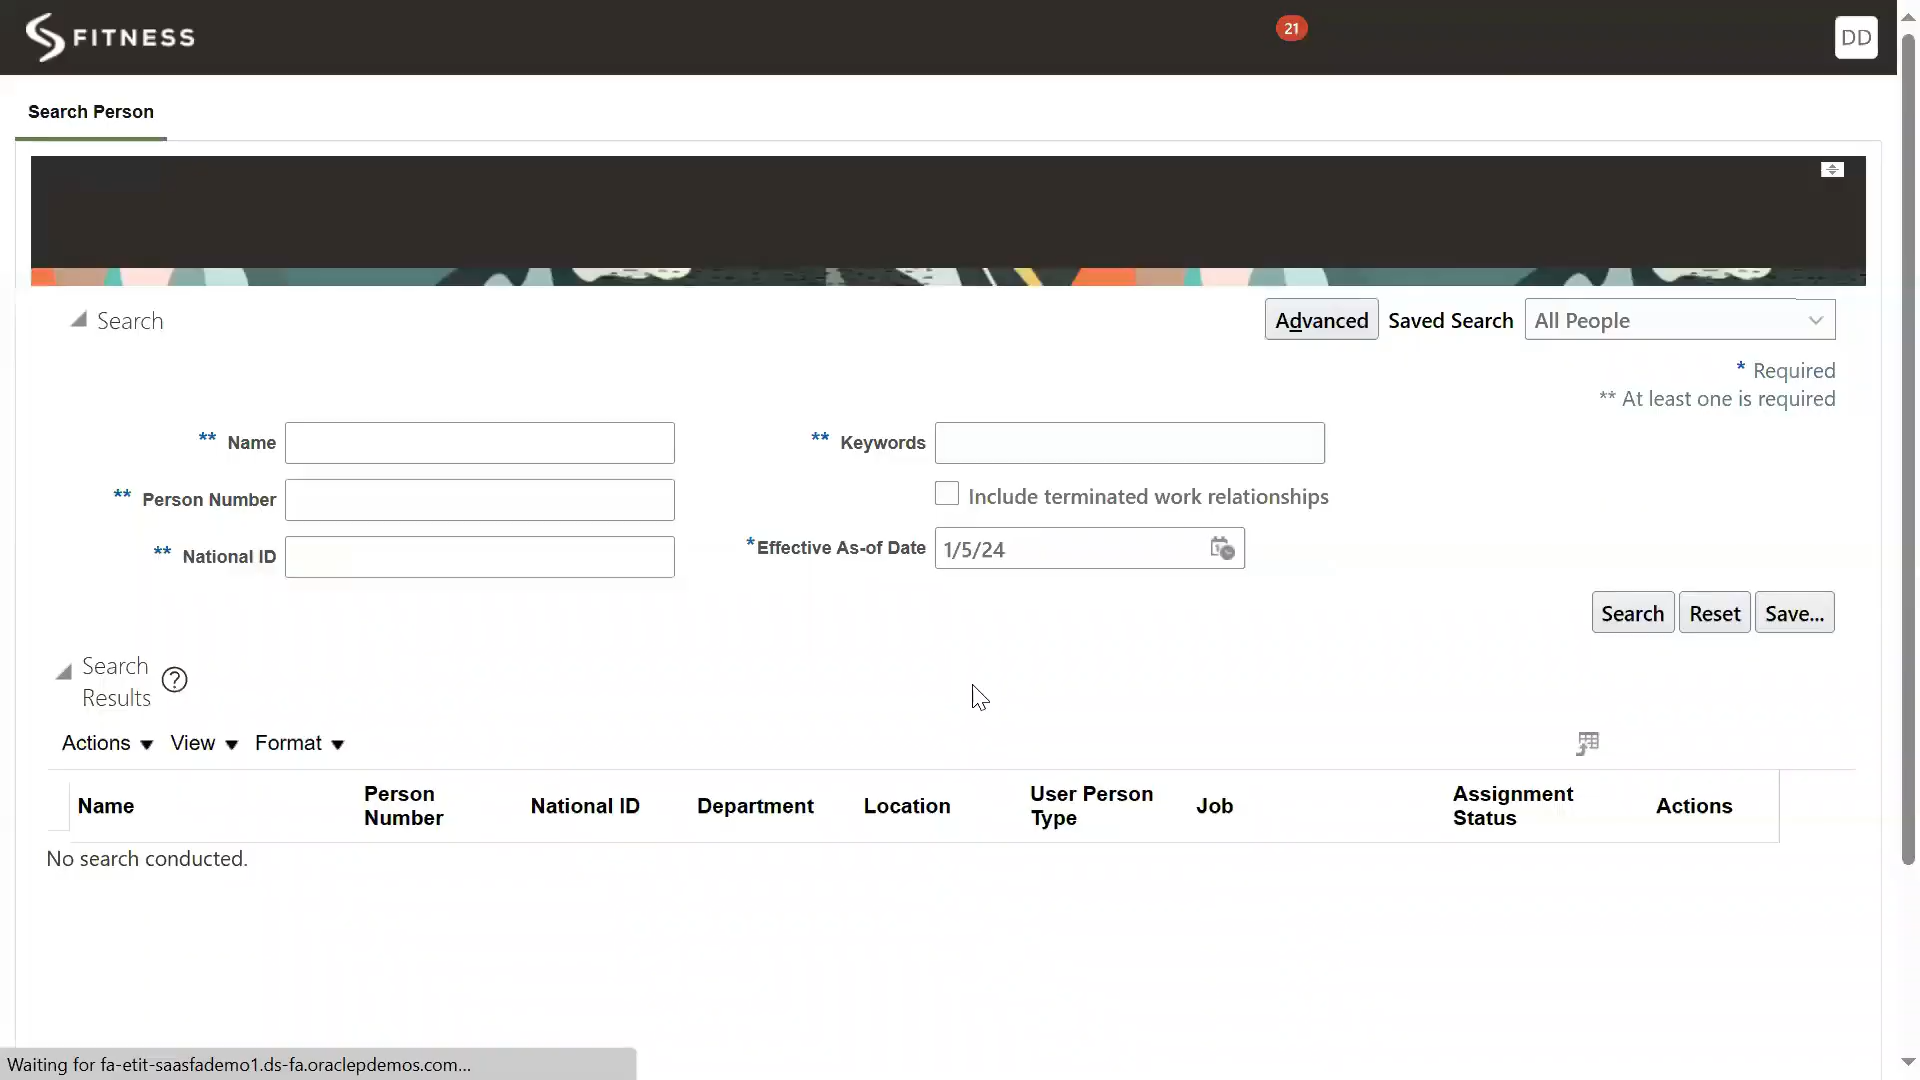 FITNESS
21
DD
Search Person
Search
Advanced Saved Search All People
* Required
** At least one is required
** Name
** Keywords
** Person Number
Include terminated work relationships
** National ID
*Effective As-of Date 1/5/24
Search Reset Save...
Search
Results
?
Actions View Format
Name
Person
Number
National ID
Department
Location
User Person
Type
Job
Assignment
Status
Actions
No search conducted.
Waiting for fa-etit-saasfademo1.ds-fa.oraclepdemos.com...